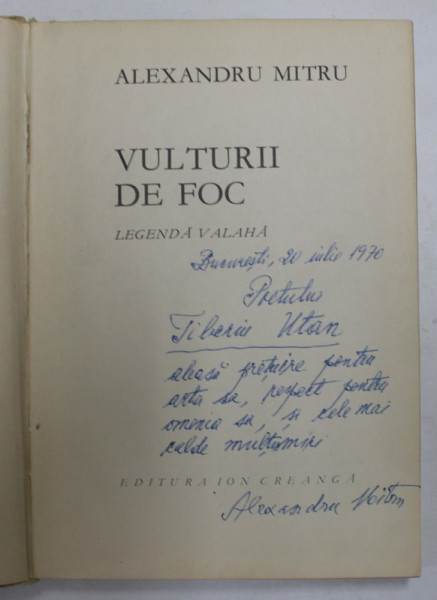 ALEXANDRU MITRU
VULTURII
DE FOC
LEGENDĂ VALAHĂ
București, 20 iulie 1970
Poetului
Tiberiu Utan
aleasă prețuire pentru
arta sa, respect pentru
omenia sa, și cele mai
calde mulțumiri
EDITURA ION CREANGĂ
Alexandru Mitru